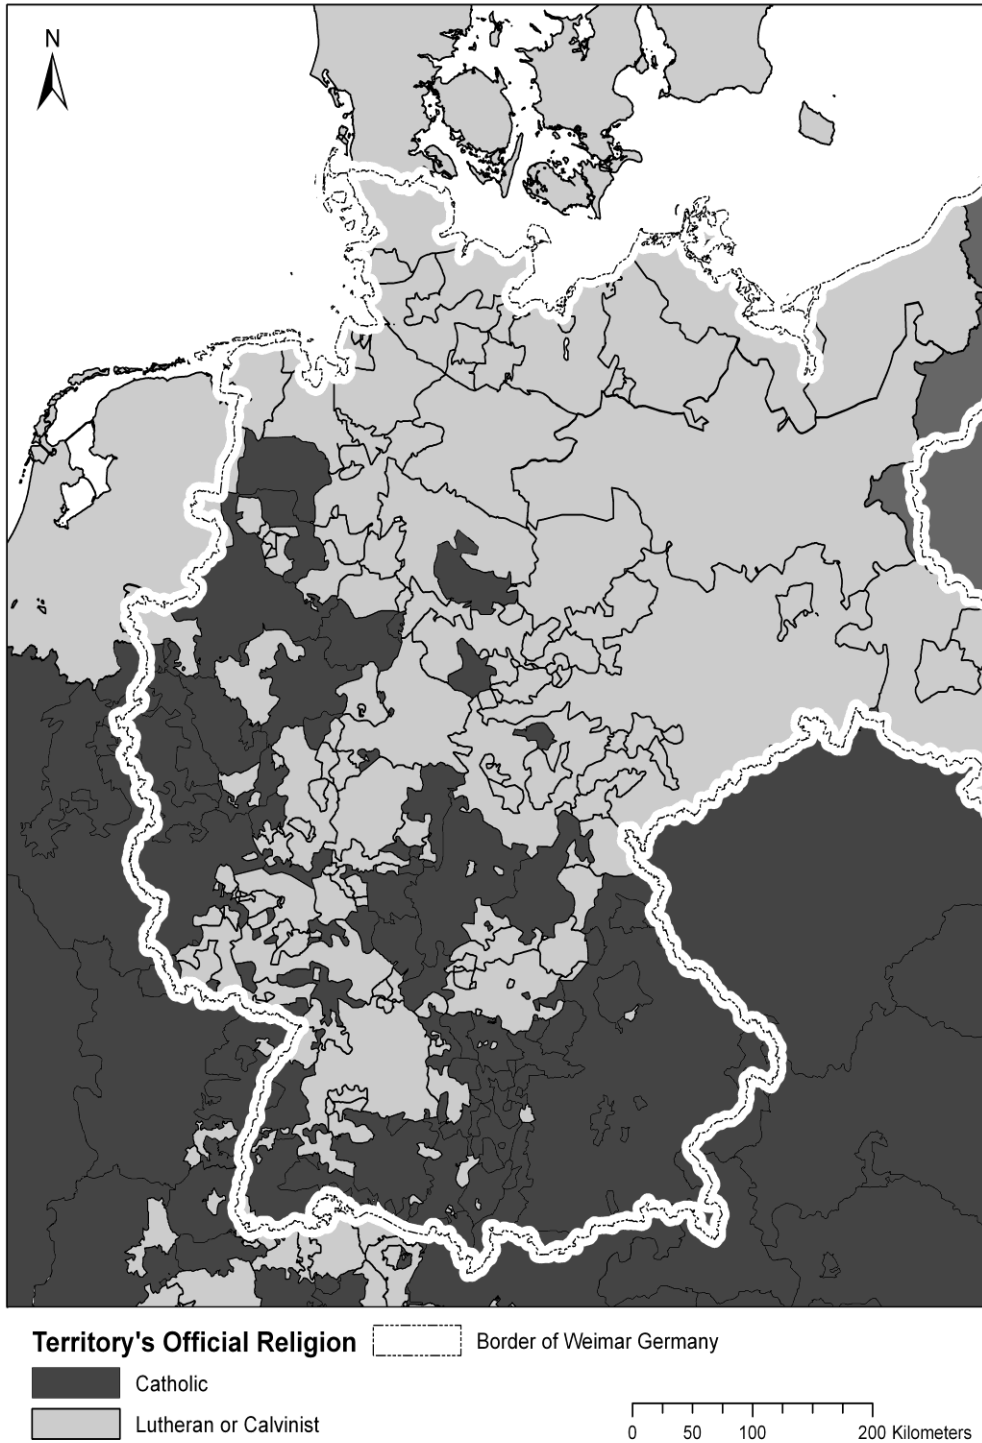 N
Territory's Official Religion
Border of Weimar Germany
Catholic
Lutheran or Calvinist
0 50 100 200 Kilometers